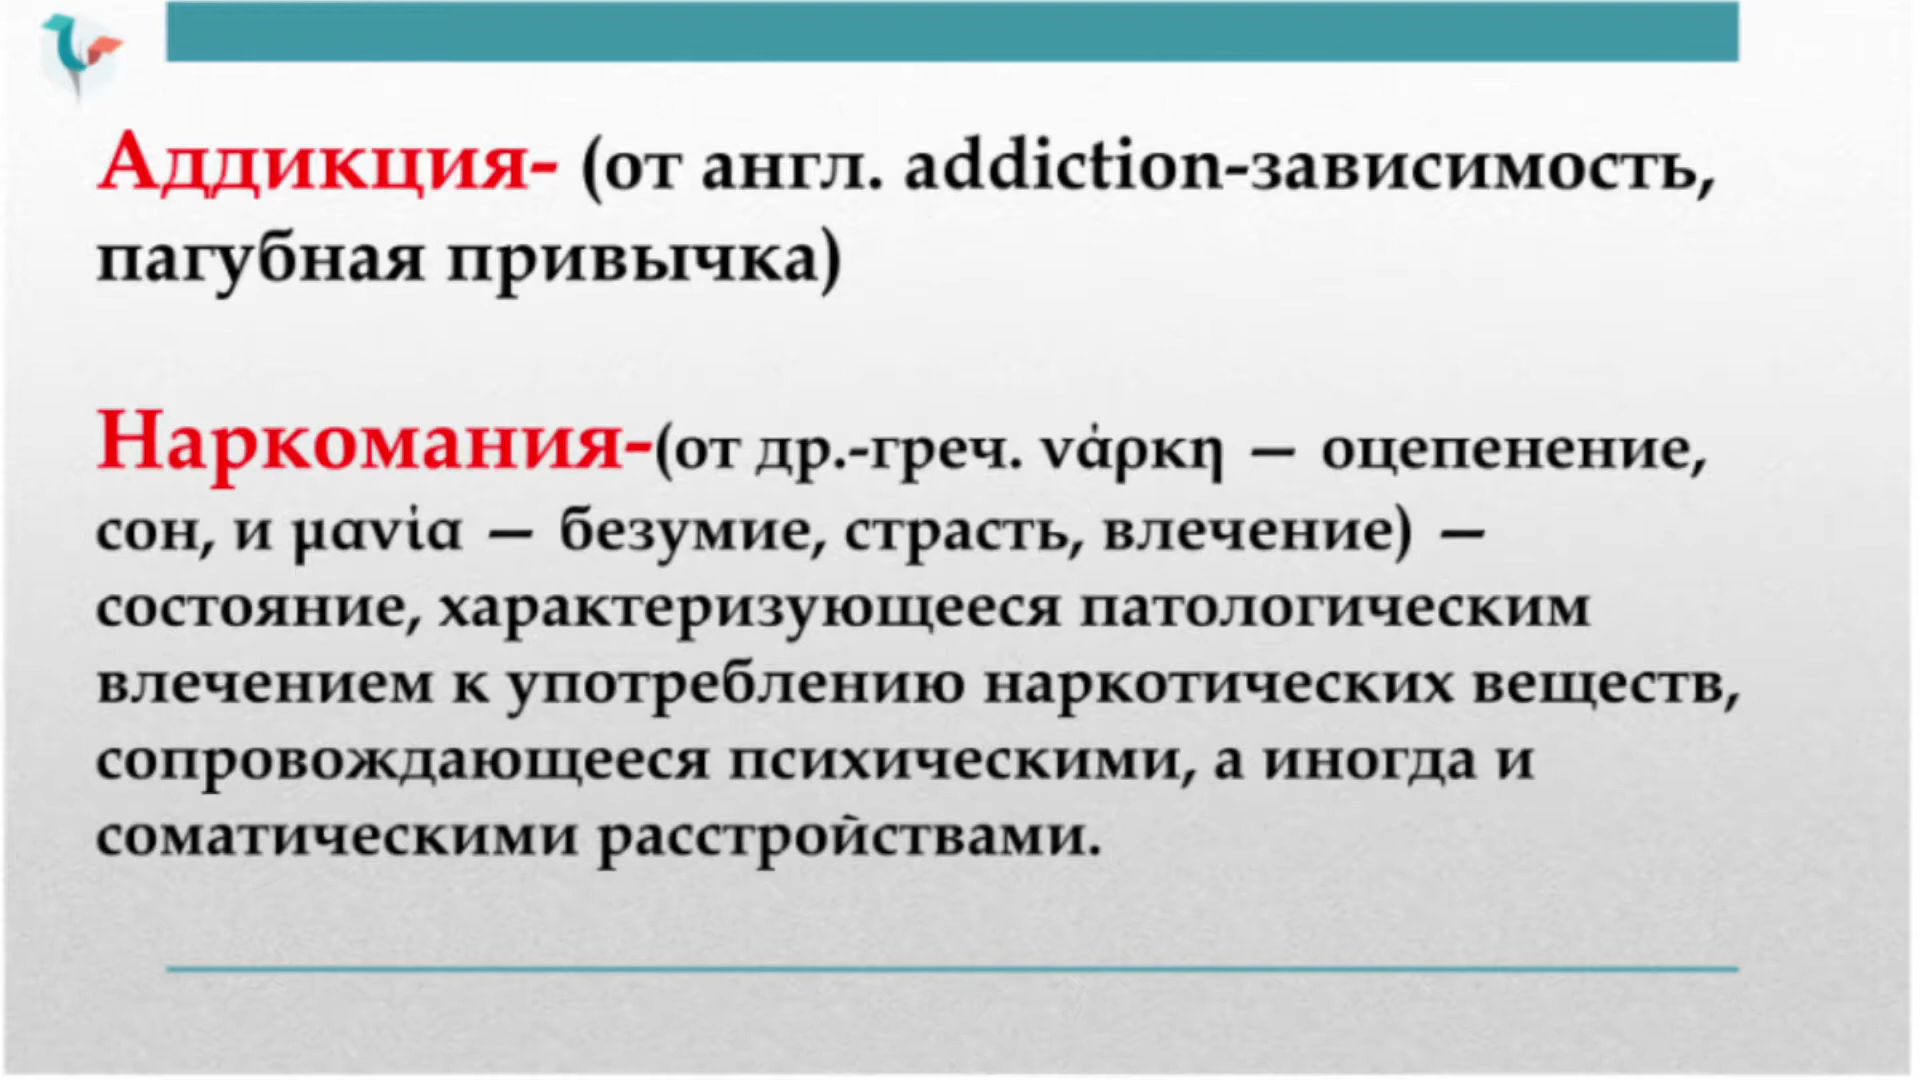 Аддикция- (от англ. addiction-зависимость,
пагубная привычка)
Наркомания-(от др.-греч. νάρκη — оцепенение,
сон, и μανία — безумие, страсть, влечение) —
состояние, характеризующееся патологическим
влечением к употреблению наркотических веществ,
сопровождающееся психическими, а иногда и
соматическими расстройствами.